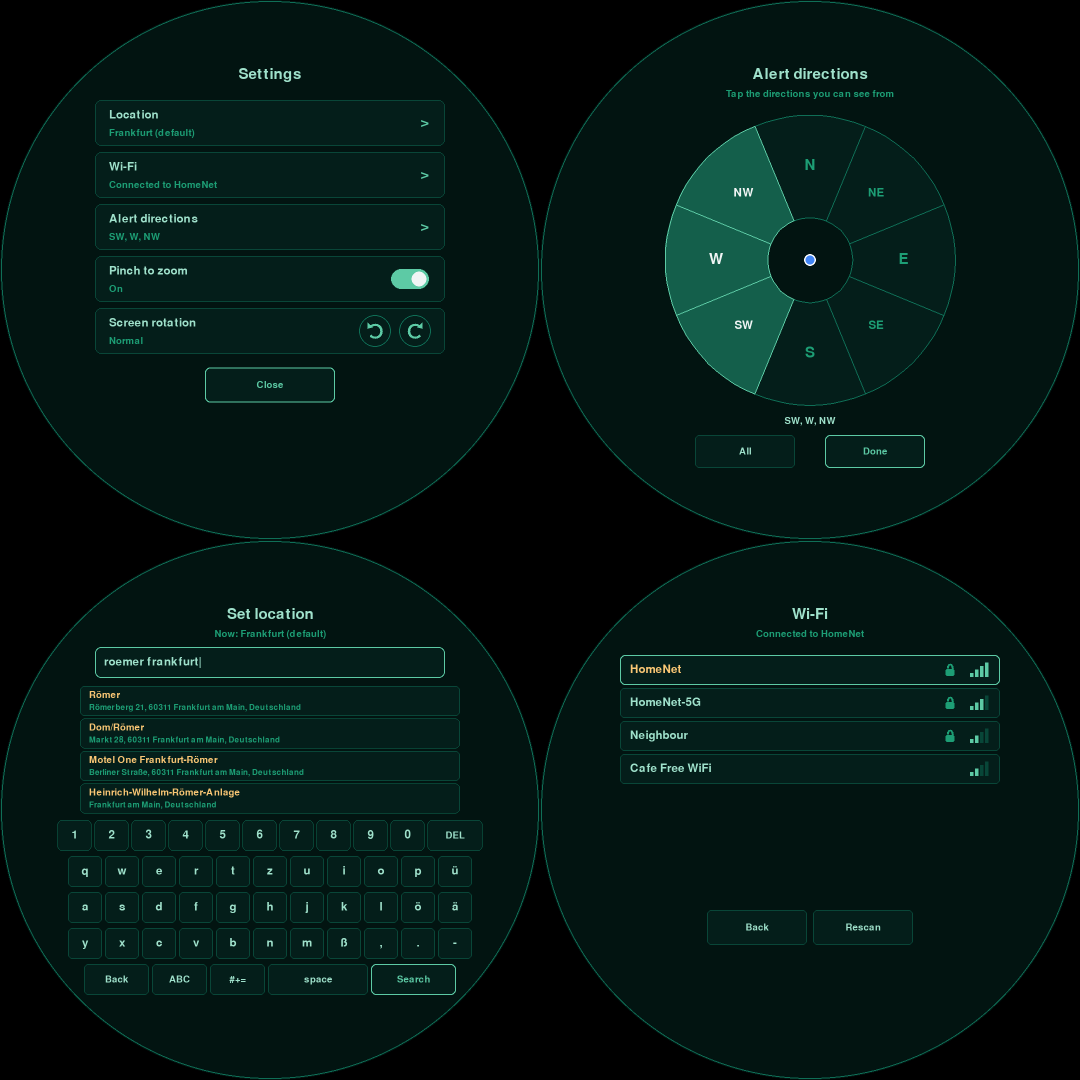 Settings
Location
Frankfurt (default)
>
Wi-Fi
Connected to HomeNet
>
Alert directions
SW, W, NW
>
Pinch to zoom
On
Screen rotation
Normal
Close
Alert directions
Tap the directions you can see from
N
NW
NE
W
E
SW
SE
S
SW, W, NW
All
Done
Set location
Now: Frankfurt (default)
roemer frankfurt|
Römer
Römerberg 21, 60311 Frankfurt am Main, Deutschland
Dom/Römer
Markt 28, 60311 Frankfurt am Main, Deutschland
Motel One Frankfurt-Römer
Berliner Straße, 60311 Frankfurt am Main, Deutschland
Heinrich-Wilhelm-Römer-Anlage
Frankfurt am Main, Deutschland
1 2 3 4 5 6 7 8 9 0 DEL
q w e r t z u i o p ü
a s d f g h j k l ö ä
y x c v b n m ß , . -
Back ABC #+= space Search
Wi-Fi
Connected to HomeNet
HomeNet
HomeNet-5G
Neighbour
Cafe Free WiFi
Back
Rescan